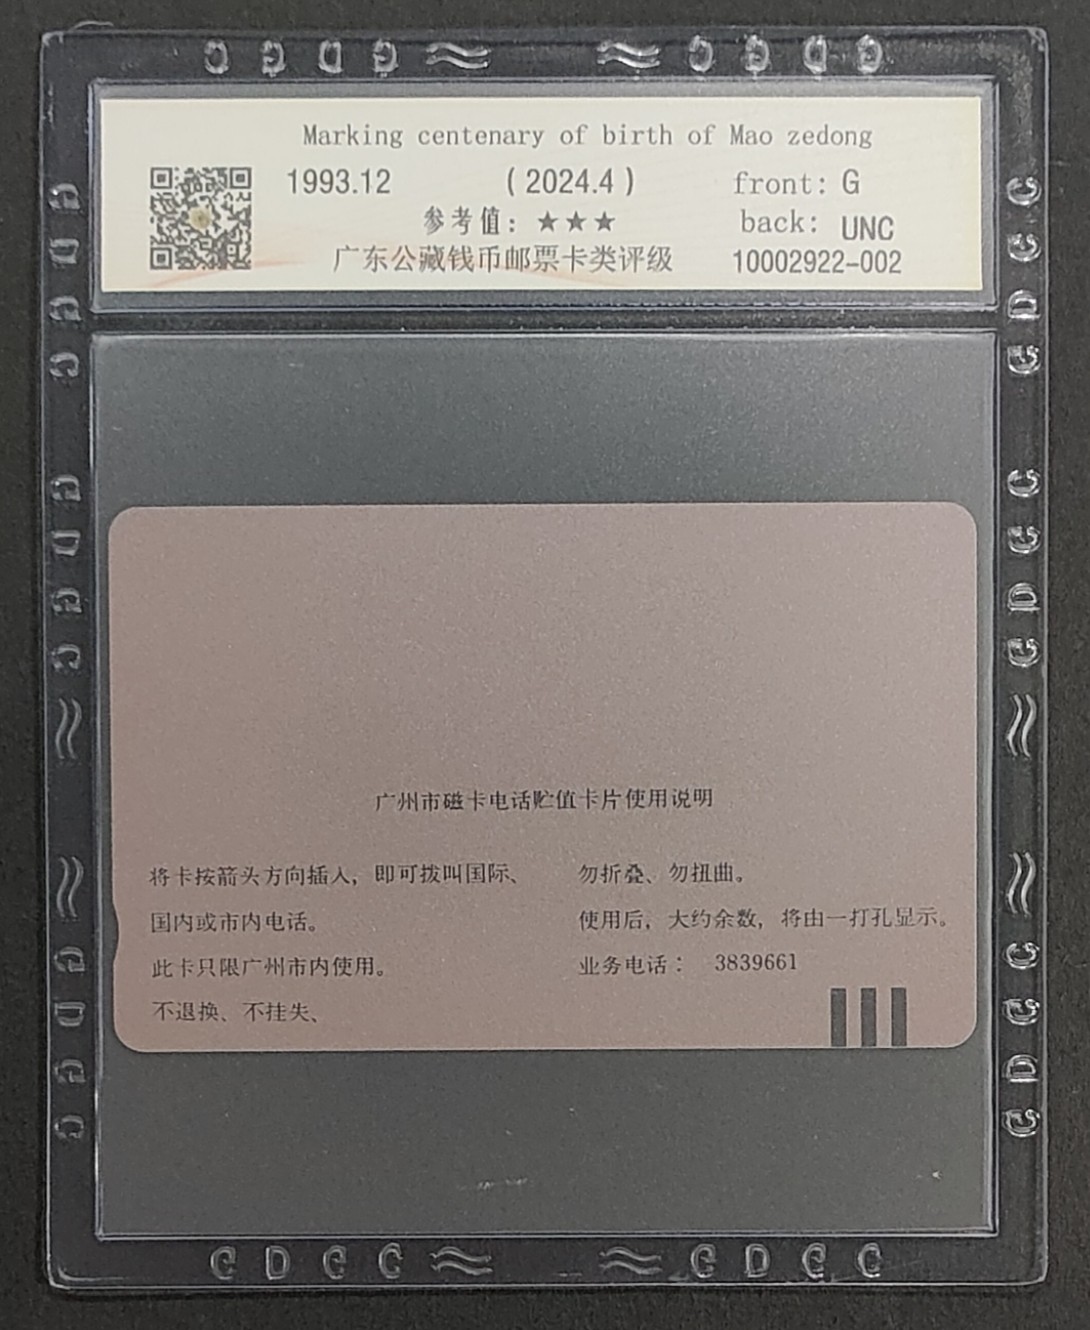 G D G C ≈ ≈ G D G C
Marking centenary of birth of Mao zedong
1993.12 (2024.4) front: G
参考值：★★★ back: UNC
广东公藏钱币邮票卡类评级 10002922-002
广州市磁卡电话贮值卡片使用说明
将卡按箭头方向插入，即可拨叫国际、
国内或市内电话。
此卡只限广州市内使用。
不退换、不挂失、
勿折叠、勿扭曲。
使用后，大约余数，将由一打孔显示。
业务电话： 3839661
G D G C
G D G C
G D G C
G D G C
G D G C
G D G C
G D G C ≈ ≈ G D G C